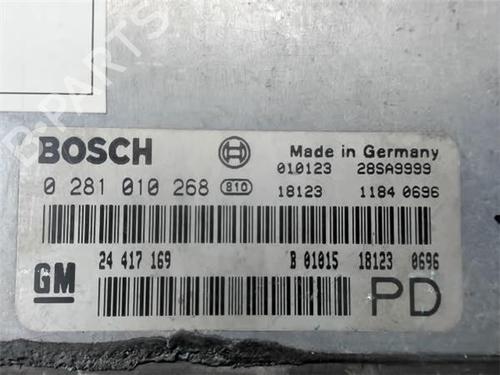 BOSCH Made in Germany
010123 28SA9999
0 281 010 268 810 18123 1184 0696
24 417 169 B 01015 18123 0696
GM PD
B-PARTS